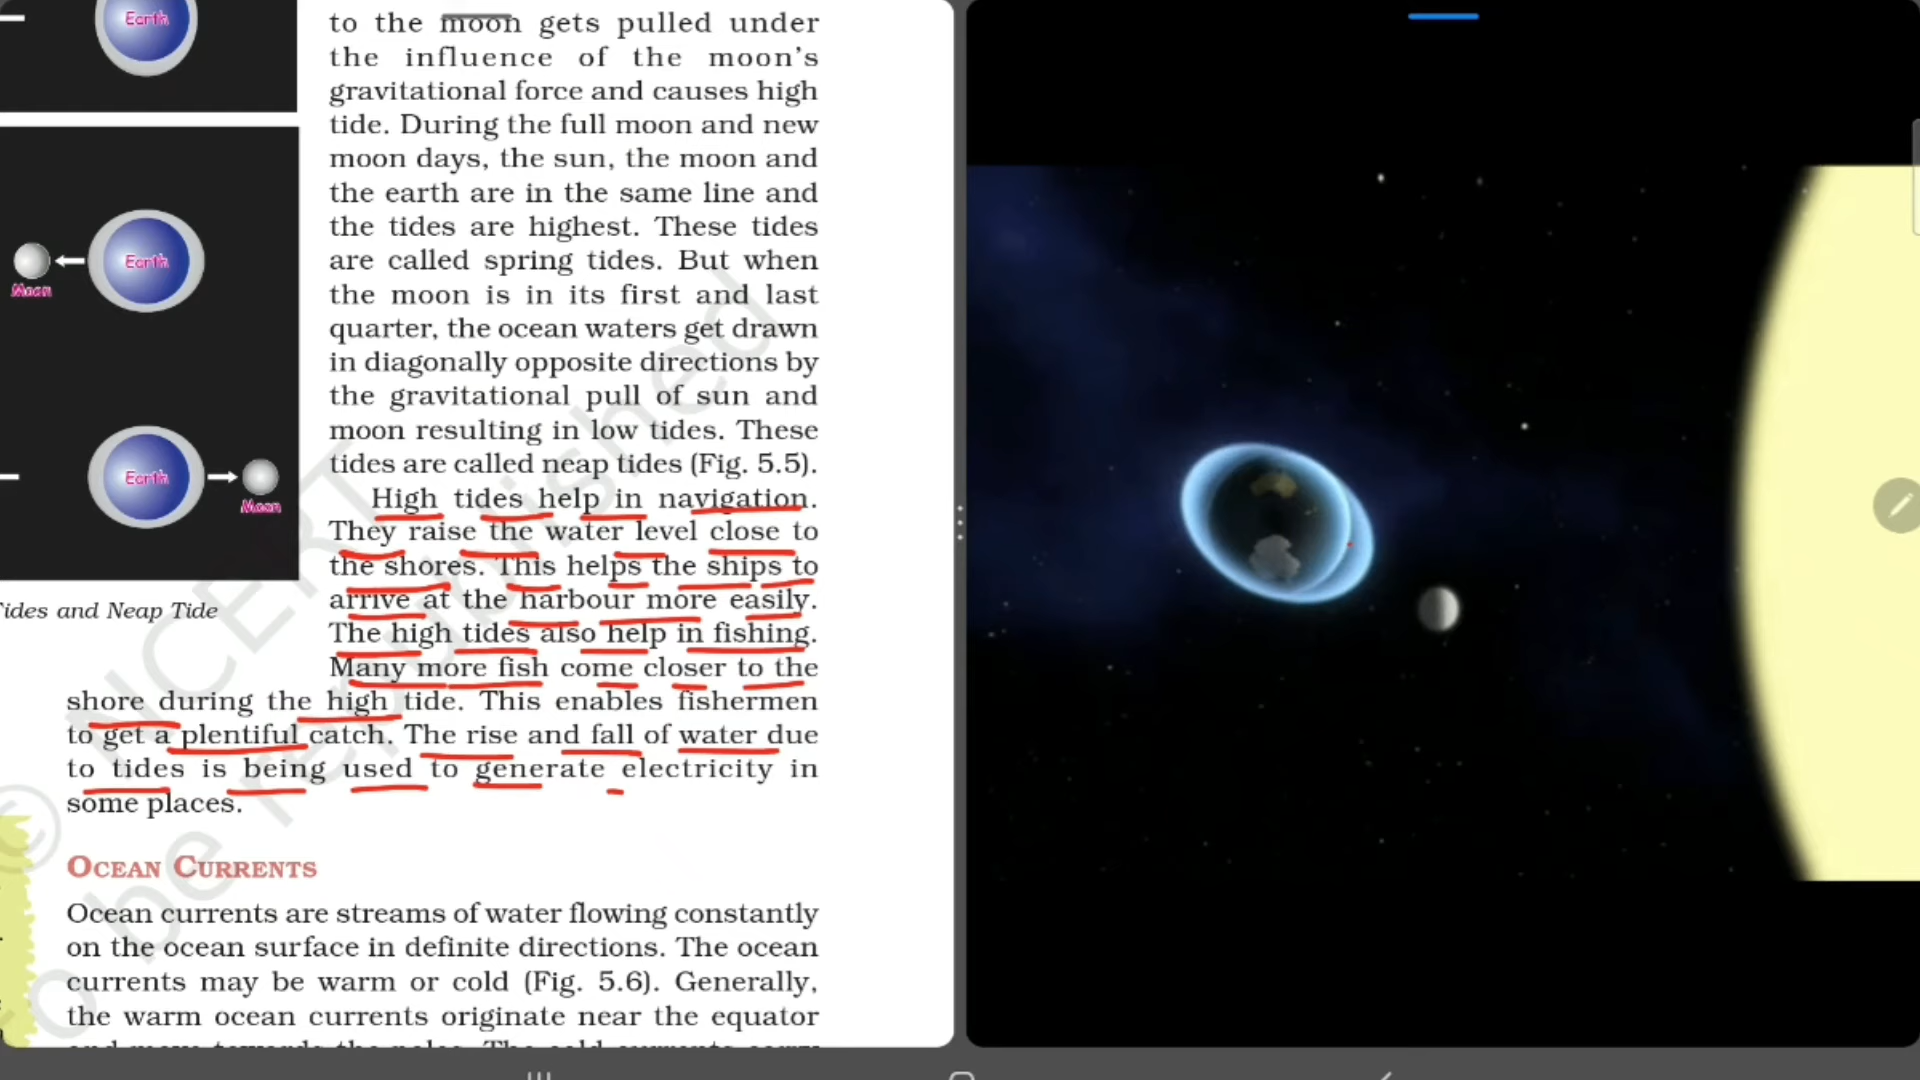 Earth
to the moon gets pulled under
the influence of the moon's
gravitational force and causes high
tide. During the full moon and new
moon days, the sun, the moon and
the earth are in the same line and
the tides are highest. These tides
are called spring tides. But when
the moon is in its first and last
quarter, the ocean waters get drawn
in diagonally opposite directions by
the gravitational pull of sun and
moon resulting in low tides. These
tides are called neap tides (Fig. 5.5).
Earth
Moon
Earth
Moon
Tides and Neap Tide
High tides help in navigation.
They raise the water level close to
the shores. This helps the ships to
arrive at the harbour more easily.
The high tides also help in fishing.
Many more fish come closer to the
shore during the high tide. This enables fishermen
to get a plentiful catch. The rise and fall of water due
to tides is being used to generate electricity in
some places.
OCEAN CURRENTS
Ocean currents are streams of water flowing constantly
on the ocean surface in definite directions. The ocean
currents may be warm or cold (Fig. 5.6). Generally,
the warm ocean currents originate near the equator
© NCERT
to be republished